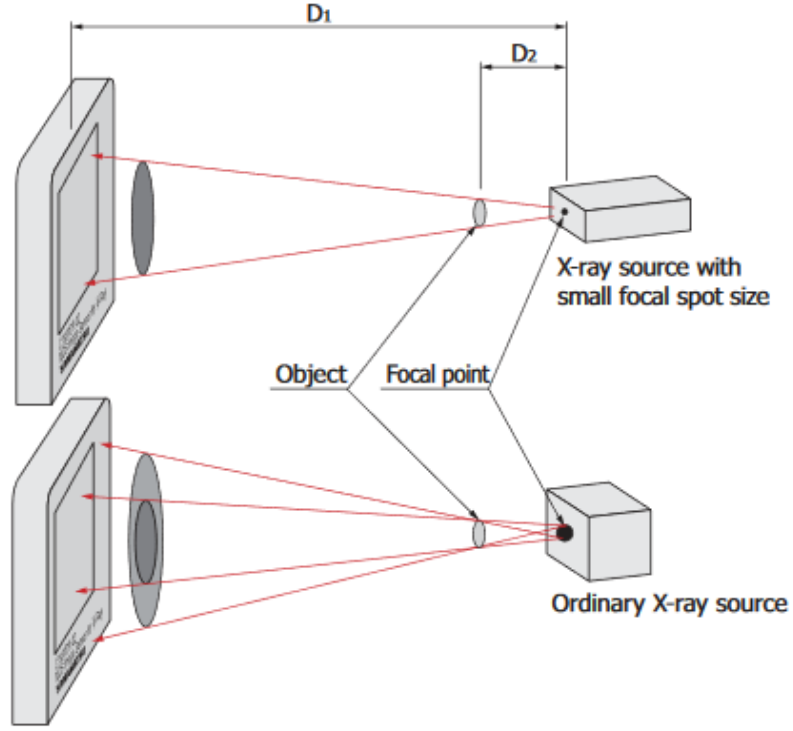 D1
D2
X-ray source with
small focal spot size
Object
Focal point
Ordinary X-ray source